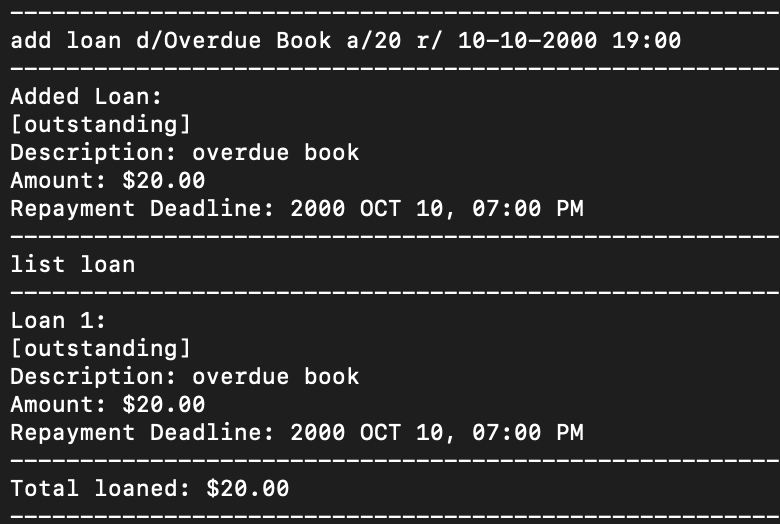 ------------------------------------------------------
add loan d/Overdue Book a/20 r/ 10-10-2000 19:00
------------------------------------------------------
Added Loan:
[outstanding]
Description: overdue book
Amount: $20.00
Repayment Deadline: 2000 OCT 10, 07:00 PM
------------------------------------------------------
list loan
------------------------------------------------------
Loan 1:
[outstanding]
Description: overdue book
Amount: $20.00
Repayment Deadline: 2000 OCT 10, 07:00 PM
------------------------------------------------------
Total loaned: $20.00
------------------------------------------------------